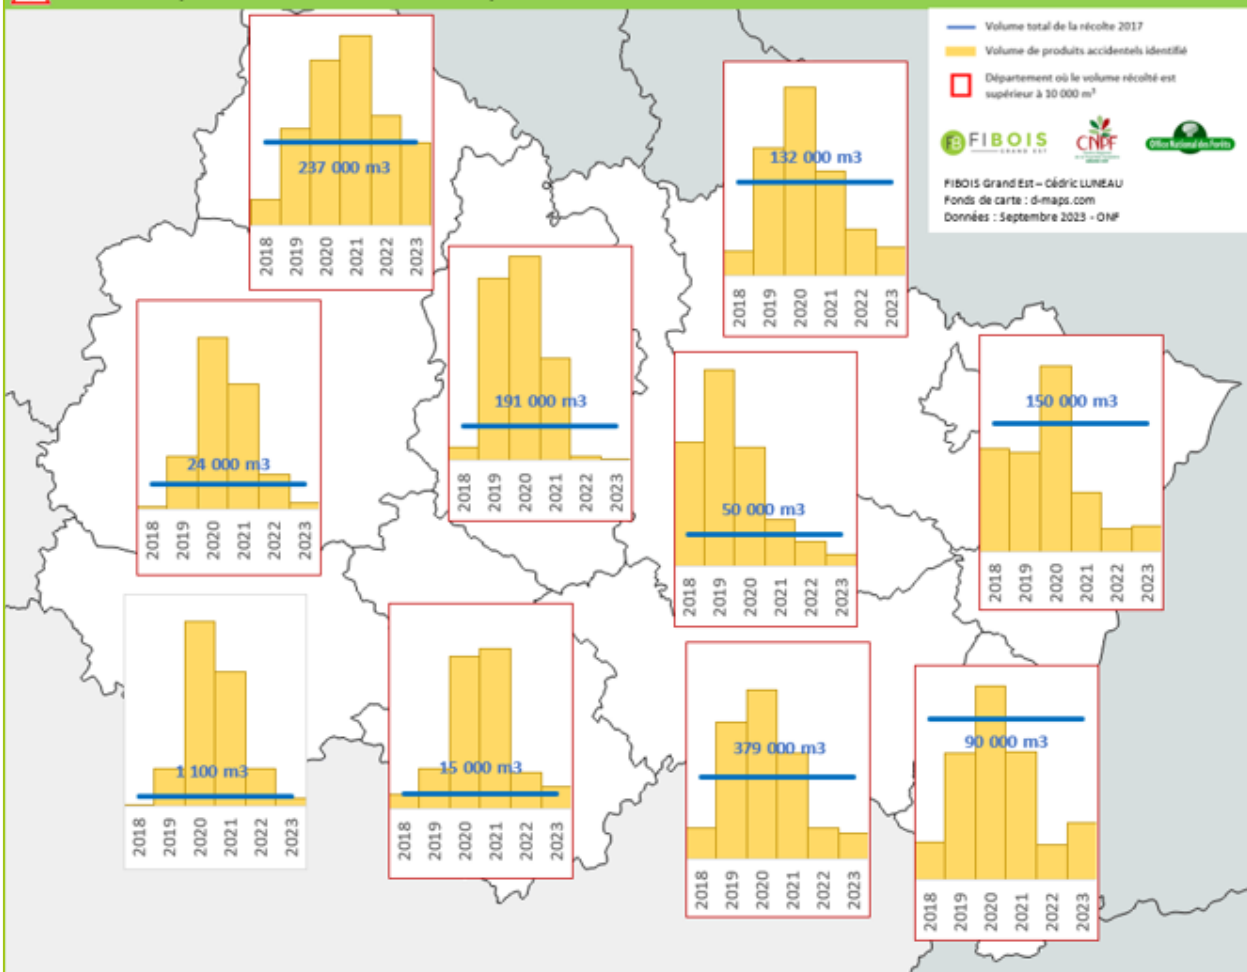 Volume total de la récolte 2017
Volume de produits accidentels identifié
Département où le volume récolté est
supérieur à 10 000 m³
FIBOIS
GRAND EST
CNPF
Office National des Forêts
FIBOIS Grand Est – Cédric LUNEAU
Fonds de carte : d-maps.com
Données : Septembre 2023 - ONF
237 000 m3
2018 2019 2020 2021 2022 2023
132 000 m3
2018 2019 2020 2021 2022 2023
191 000 m3
2018 2019 2020 2021 2022 2023
24 000 m3
2018 2019 2020 2021 2022 2023
150 000 m3
2018 2019 2020 2021 2022 2023
50 000 m3
2018 2019 2020 2021 2022 2023
1 100 m3
2018 2019 2020 2021 2022 2023
15 000 m3
2018 2019 2020 2021 2022 2023
379 000 m3
2018 2019 2020 2021 2022 2023
90 000 m3
2018 2019 2020 2021 2022 2023